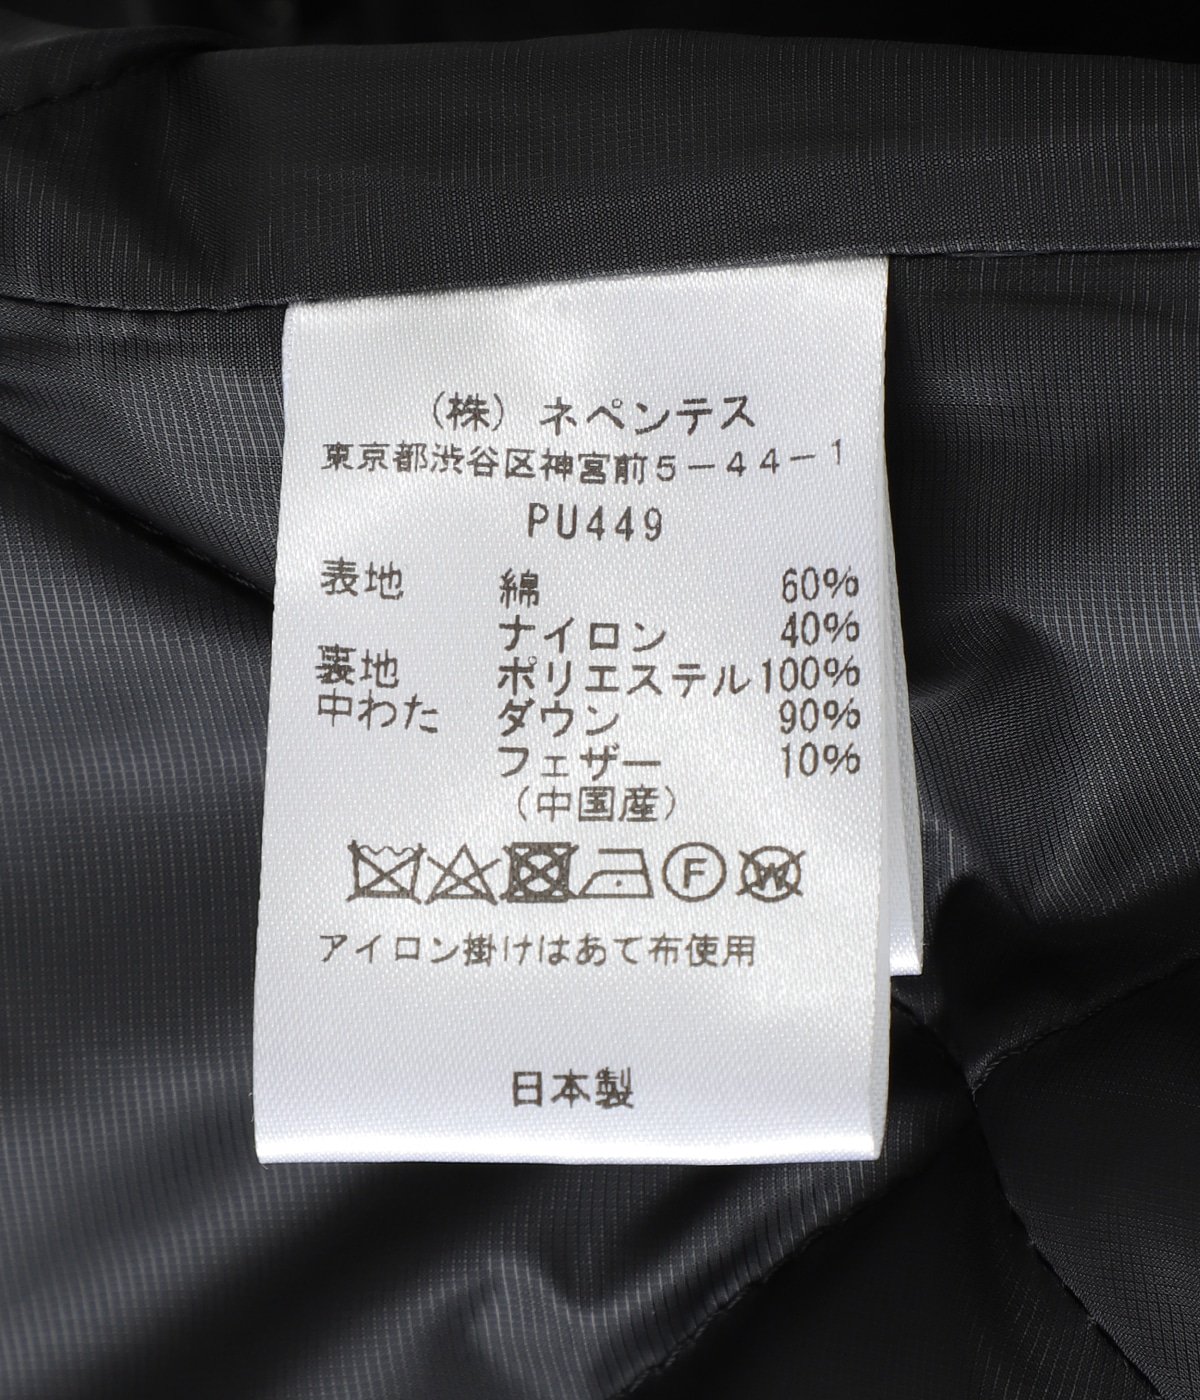 (株) ネペンテス
東京都渋谷区神宮前5-44-1
PU449
表地 綿 60%
ナイロン 40%
裏地 ポリエステル100%
中わた ダウン 90%
フェザー 10%
(中国産)
F W
アイロン掛けはあて布使用
日本製